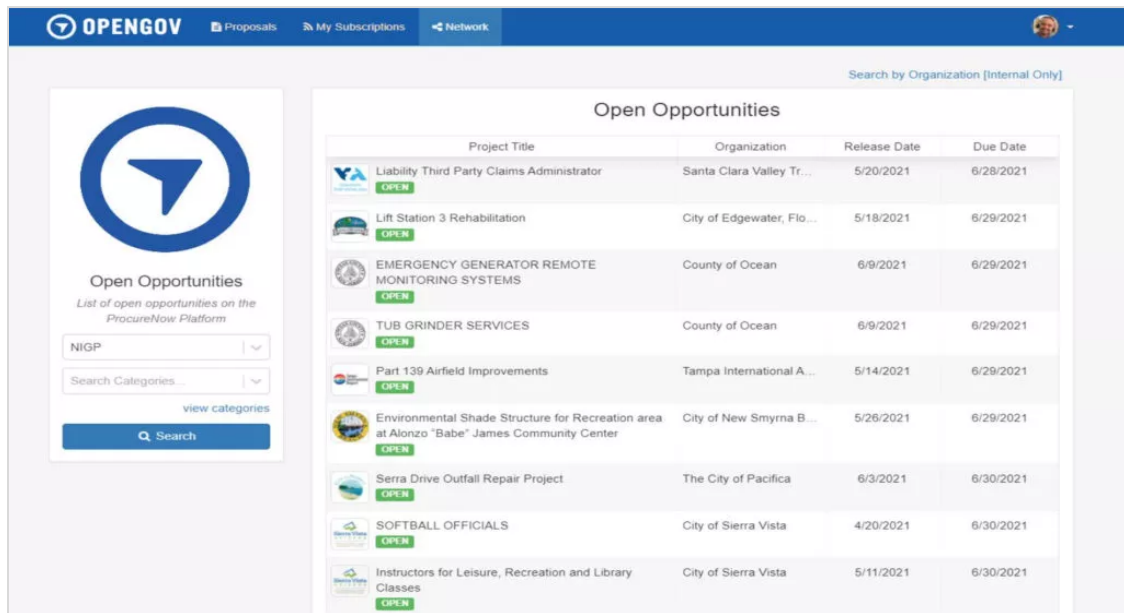 OPENGOV Proposals My Subscriptions Network
Search by Organization [Internal Only]
Open Opportunities
List of open opportunities on the
ProcureNow Platform
NIGP
Search Categories...
view categories
Search
Open Opportunities
Project Title Organization Release Date Due Date
Liability Third Party Claims Administrator Santa Clara Valley Tr... 5/20/2021 6/28/2021
OPEN
Lift Station 3 Rehabilitation City of Edgewater, Flo... 5/18/2021 6/29/2021
OPEN
EMERGENCY GENERATOR REMOTE County of Ocean 6/9/2021 6/29/2021
MONITORING SYSTEMS
OPEN
TUB GRINDER SERVICES County of Ocean 6/9/2021 6/29/2021
OPEN
Part 139 Airfield Improvements Tampa International A... 5/14/2021 6/29/2021
OPEN
Environmental Shade Structure for Recreation area City of New Smyrna B... 5/26/2021 6/29/2021
at Alonzo “Babe” James Community Center
OPEN
Serra Drive Outfall Repair Project The City of Pacifica 6/3/2021 6/30/2021
OPEN
SOFTBALL OFFICIALS City of Sierra Vista 4/20/2021 6/30/2021
Sierra Vista
OPEN
Instructors for Leisure, Recreation and Library City of Sierra Vista 5/11/2021 6/30/2021
Sierra Vista
Classes
OPEN